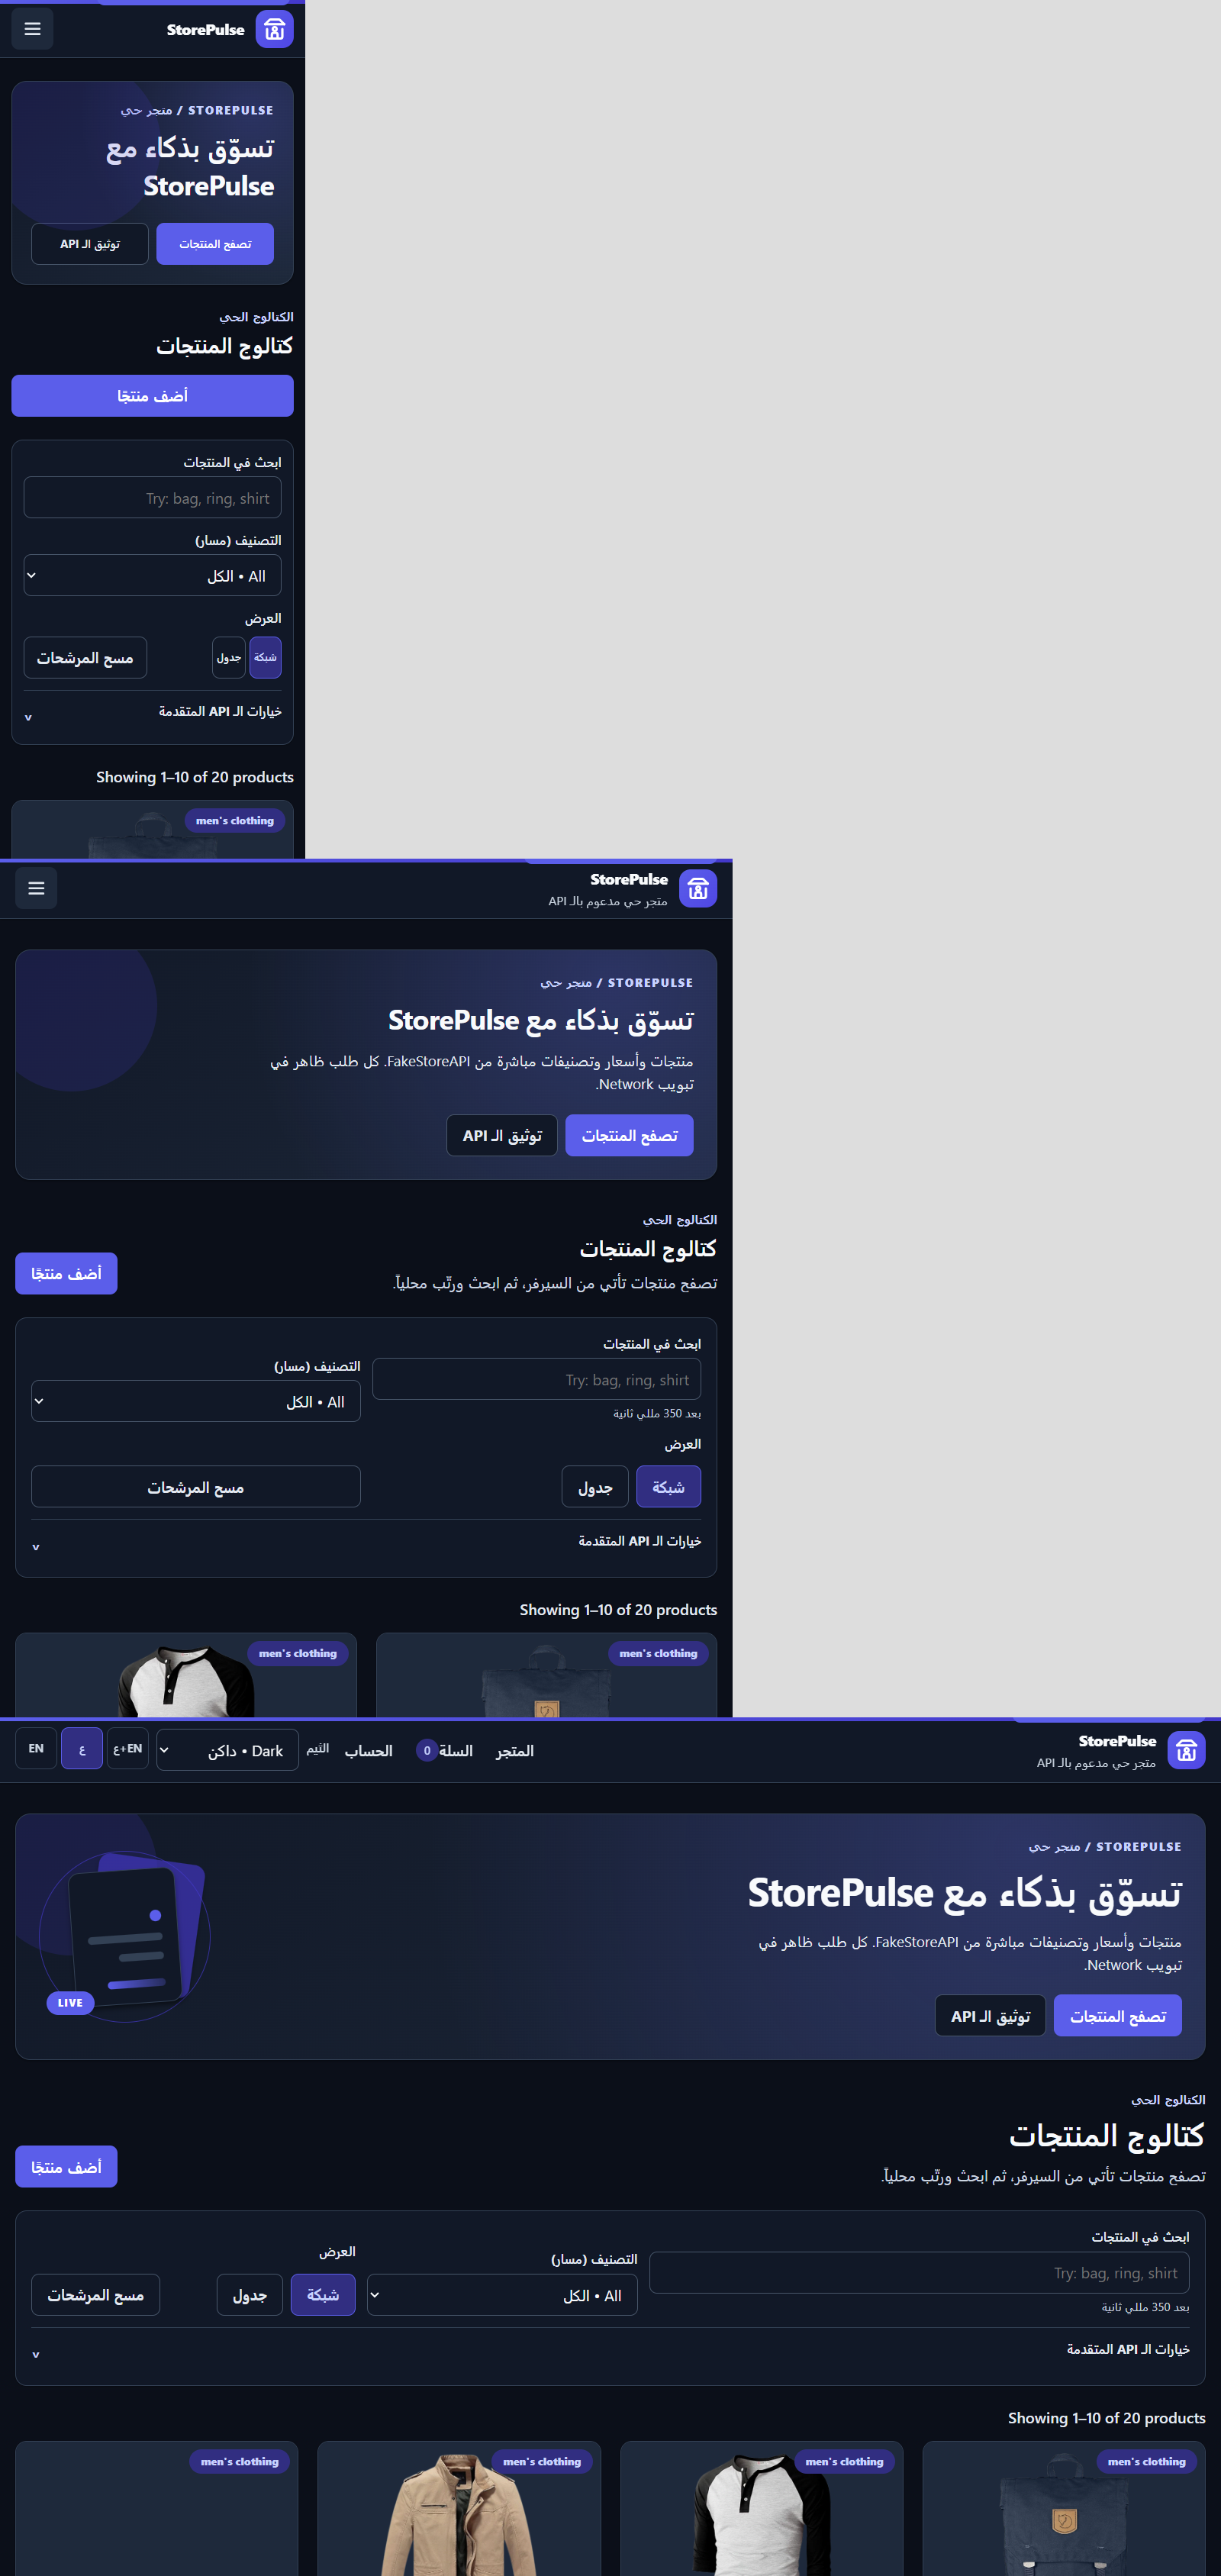 StorePulse
STOREPULSE / متجر حي
تسوّق بذكاء مع
StorePulse
تصفح المنتجات
توثيق الـ API
الكتالوج الحي
كتالوج المنتجات
أضف منتجًا
ابحث في المنتجات
Try: bag, ring, shirt
التصنيف (مسار)
All • الكل
العرض
شبكة
جدول
مسح المرشحات
خيارات الـ API المتقدمة
Showing 1–10 of 20 products
men's clothing
StorePulse
متجر حي مدعوم بالـ API
STOREPULSE / متجر حي
تسوّق بذكاء مع StorePulse
منتجات وأسعار وتصنيفات مباشرة من FakeStoreAPI. كل طلب ظاهر في
تبويب Network.
تصفح المنتجات
توثيق الـ API
الكتالوج الحي
كتالوج المنتجات
تصفح منتجات تأتي من السيرفر، ثم ابحث ورتّب محلياً.
أضف منتجًا
ابحث في المنتجات
Try: bag, ring, shirt
بعد 350 مللي ثانية
التصنيف (مسار)
All • الكل
العرض
شبكة
جدول
مسح المرشحات
خيارات الـ API المتقدمة
Showing 1–10 of 20 products
men's clothing
men's clothing
StorePulse
متجر حي مدعوم بالـ API
المتجر
السلة 0
الحساب
الثيم
Dark • داكن
EN+ع
ع
EN
STOREPULSE / متجر حي
تسوّق بذكاء مع StorePulse
منتجات وأسعار وتصنيفات مباشرة من FakeStoreAPI. كل طلب ظاهر في
تبويب Network.
تصفح المنتجات
توثيق الـ API
LIVE
الكتالوج الحي
كتالوج المنتجات
تصفح منتجات تأتي من السيرفر، ثم ابحث ورتّب محلياً.
أضف منتجًا
ابحث في المنتجات
Try: bag, ring, shirt
بعد 350 مللي ثانية
التصنيف (مسار)
All • الكل
العرض
شبكة
جدول
مسح المرشحات
خيارات الـ API المتقدمة
Showing 1–10 of 20 products
men's clothing
men's clothing
men's clothing
men's clothing